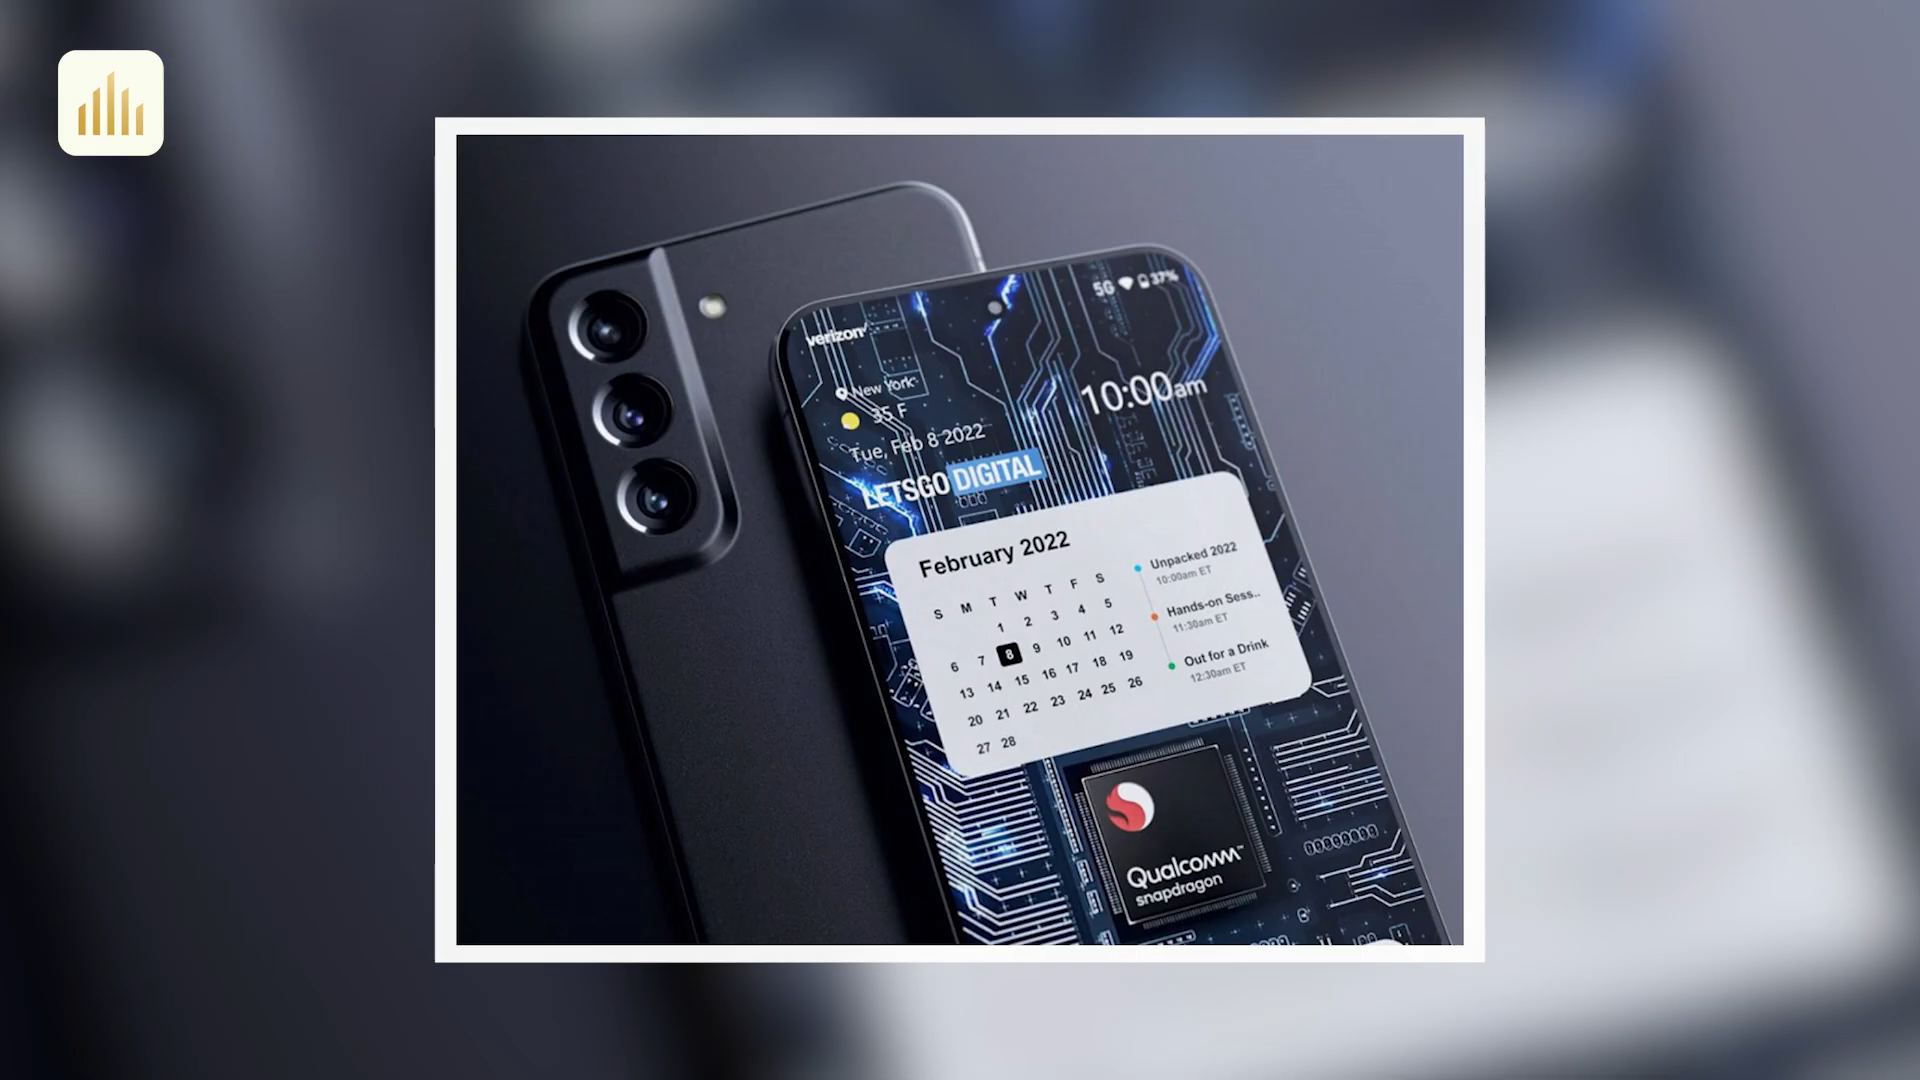 verizon
5G 37%
New York
35 F
Tue, Feb 8 2022
10:00am
LETSGO DIGITAL
February 2022
S M T W T F S
1 2 3 4 5
6 7 8 9 10 11 12
13 14 15 16 17 18 19
20 21 22 23 24 25 26
27 28
Unpacked 2022
10:00am ET
Hands-on Sess..
11:30am ET
Out for a Drink
12:30am ET
Qualcomm™
snapdragon